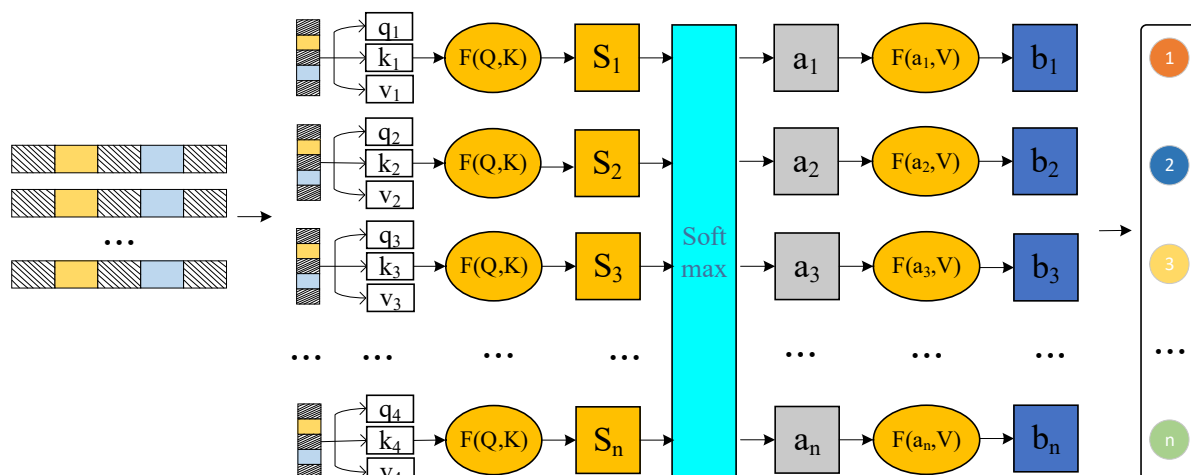 q₁
k₁
v₁
F(Q,K)
S₁
a₁
F(a₁,V)
b₁
1
q₂
k₂
v₂
F(Q,K)
S₂
a₂
F(a₂,V)
b₂
2
...
q₃
k₃
v₃
F(Q,K)
S₃
Soft
max
a₃
F(a₃,V)
b₃
3
... ... ... ... ... ... ... ...
q₄
k₄
v₄
F(Q,K)
Sₙ
aₙ
F(aₙ,V)
bₙ
n